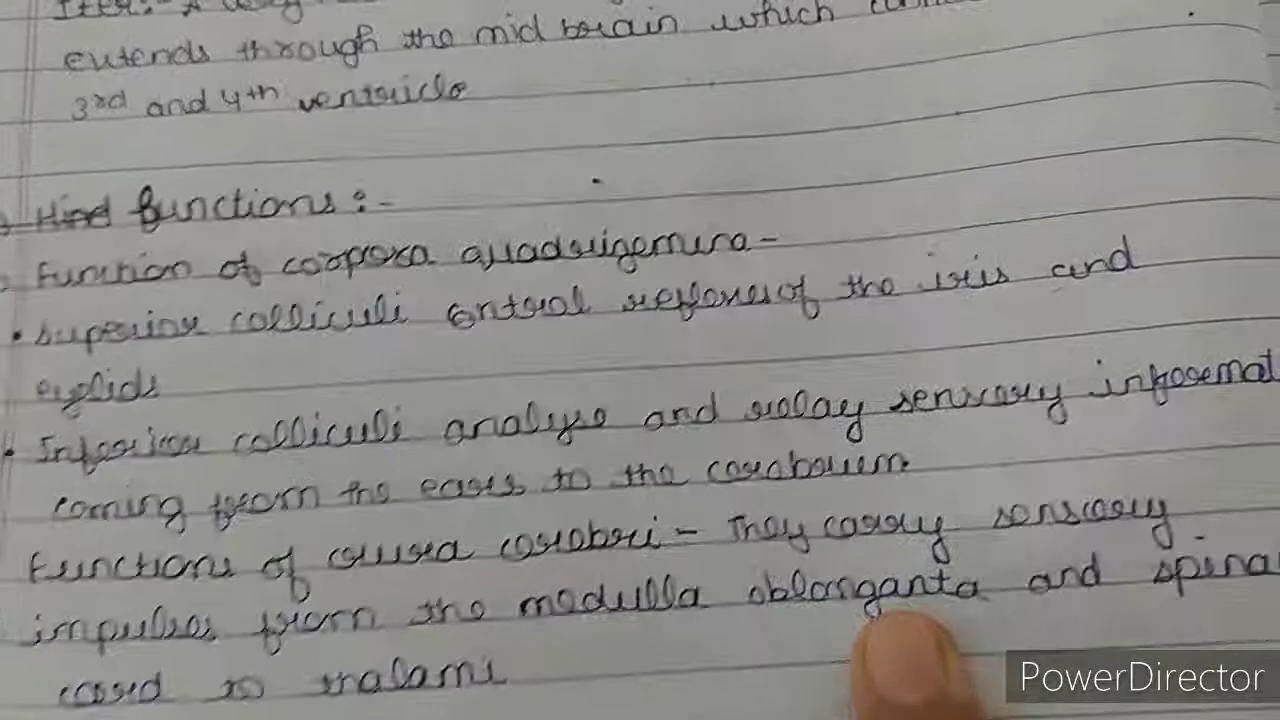 extends through the mid brain which
3rd and 4th ventricle
Hind functions :-
Function of corpora quadrigemina -
• Superior colliculi control reflexes of the iris and
eyelids
• Inferior colliculi analyse and relay sensory informat
coming from the ears to the cerebrum
Functions of crura cerebri - They carry sensory
impulses from the medulla oblanganta and spinal
cord to thalami
PowerDirector